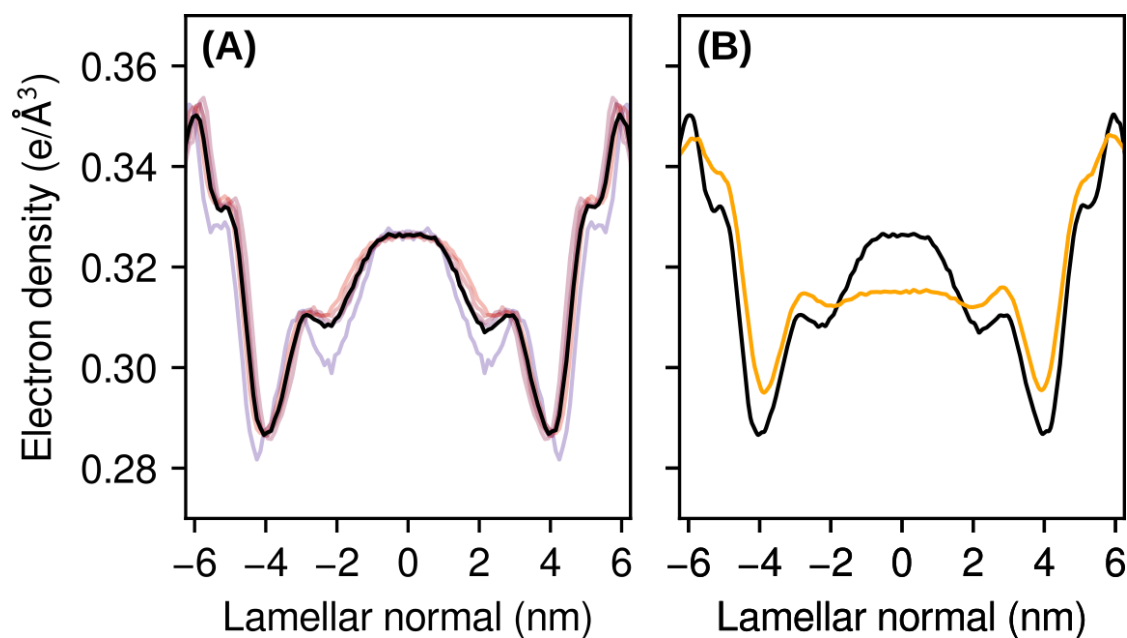 (A)
(B)
Electron density (e/Å³)
0.36
0.34
0.32
0.30
0.28
−6 −4 −2 0 2 4 6
−6 −4 −2 0 2 4 6
Lamellar normal (nm)
Lamellar normal (nm)